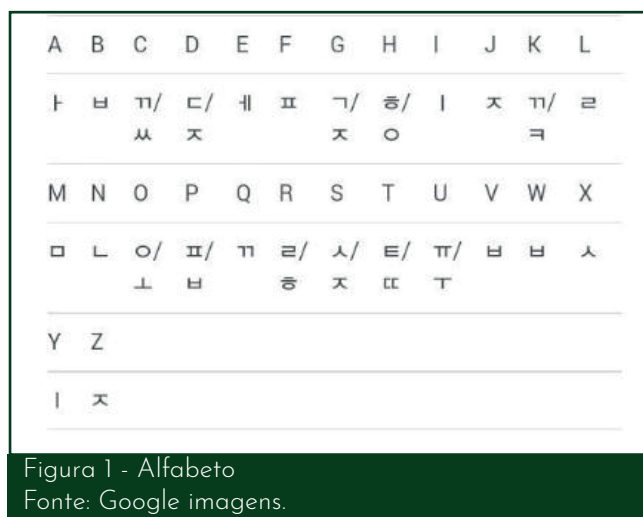 A B C D E F G H I J K L
ㅏ ㅂ ㄲ/ ㄷ/ ㅔ ㅍ ㄱ/ ㅎ/ ㅣ ㅈ ㄲ/ ㄹ
ㅆ ㅈ ㅈ ㅇ ㅋ
M N O P Q R S T U V W X
ㅁ ㄴ ㅇ/ ㅍ/ ㄲ ㄹ/ ㅅ/ ㅌ/ ㅠ/ ㅂ ㅂ ㅅ
ㅗ ㅂ ㅎ ㅈ ㄸ ㅜ
Y Z
ㅣ ㅈ
Figura 1 - Alfabeto
Fonte: Google imagens.